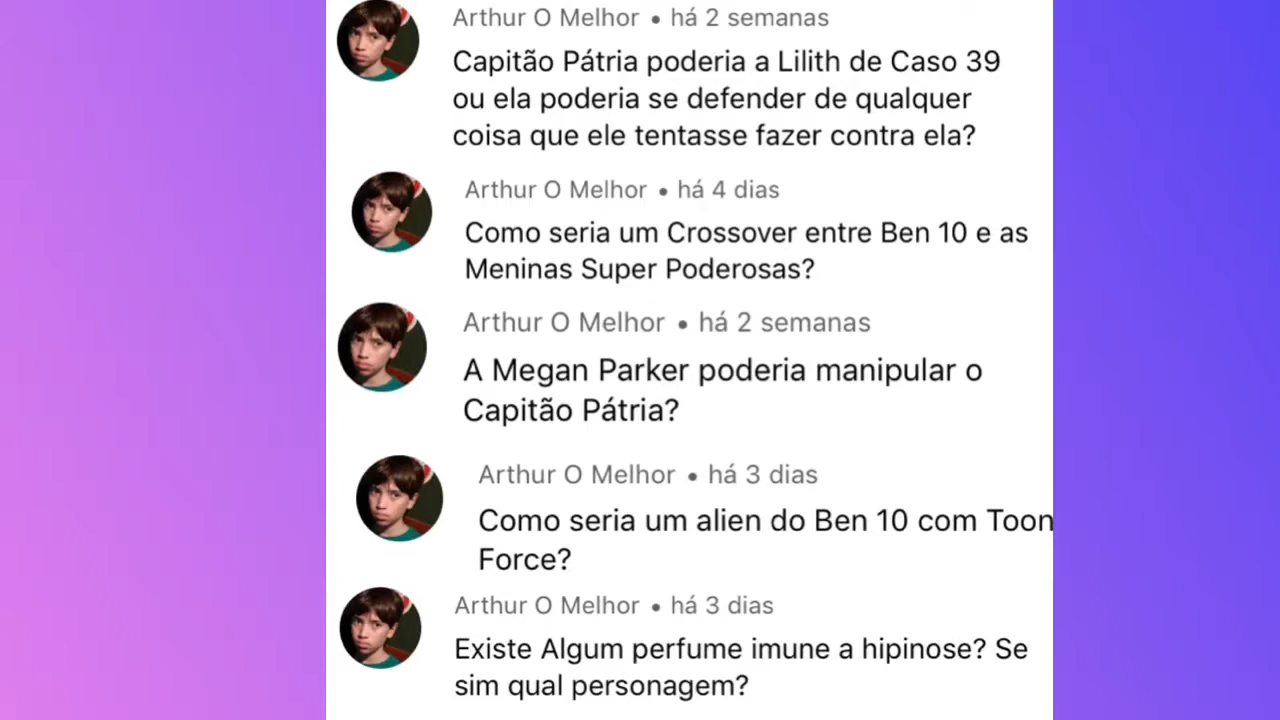 Arthur O Melhor • há 2 semanas
Capitão Pátria poderia a Lilith de Caso 39
ou ela poderia se defender de qualquer
coisa que ele tentasse fazer contra ela?
Arthur O Melhor • há 4 dias
Como seria um Crossover entre Ben 10 e as
Meninas Super Poderosas?
Arthur O Melhor • há 2 semanas
A Megan Parker poderia manipular o
Capitão Pátria?
Arthur O Melhor • há 3 dias
Como seria um alien do Ben 10 com Toon
Force?
Arthur O Melhor • há 3 dias
Existe Algum perfume imune a hipinose? Se
sim qual personagem?